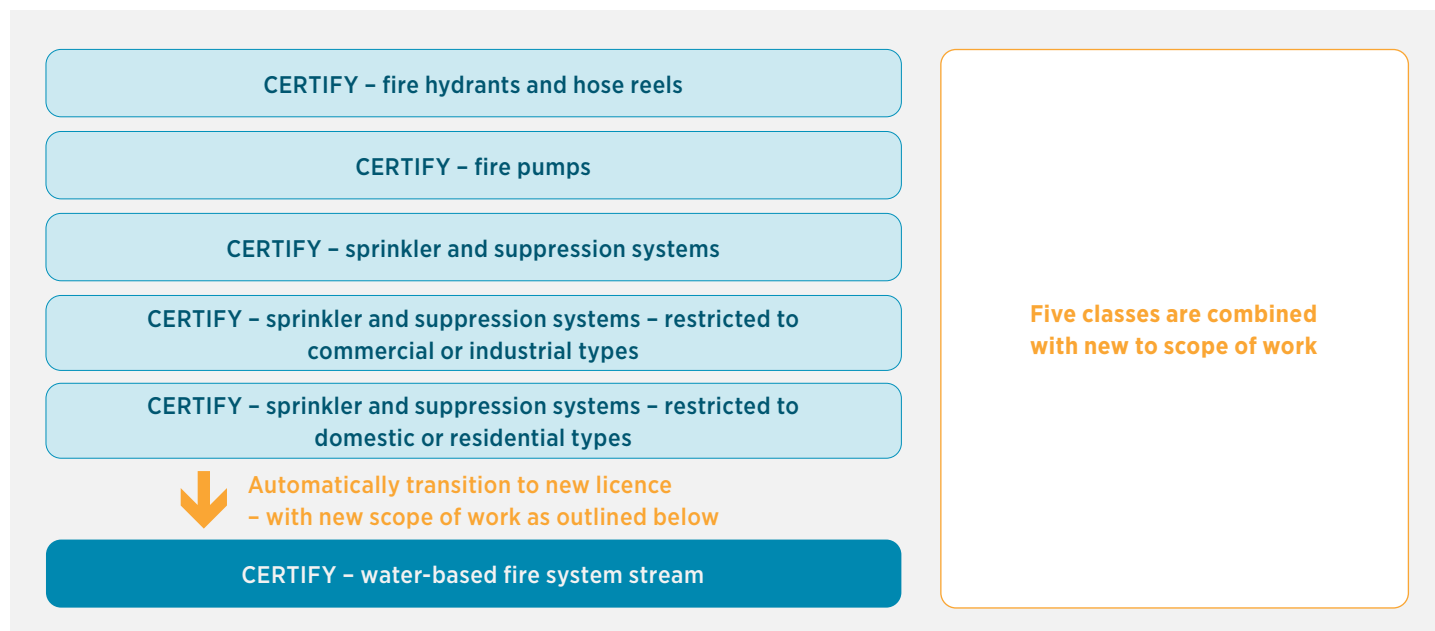 CERTIFY – fire hydrants and hose reels
CERTIFY – fire pumps
CERTIFY – sprinkler and suppression systems
CERTIFY – sprinkler and suppression systems – restricted to
commercial or industrial types
CERTIFY – sprinkler and suppression systems – restricted to
domestic or residential types
Automatically transition to new licence
– with new scope of work as outlined below
CERTIFY – water-based fire system stream
Five classes are combined
with new to scope of work